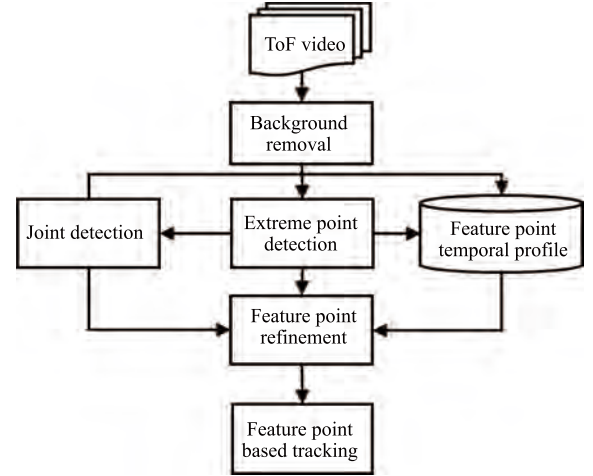 ToF video
Background
removal
Joint detection
Extreme point
detection
Feature point
temporal profile
Feature point
refinement
Feature point
based tracking